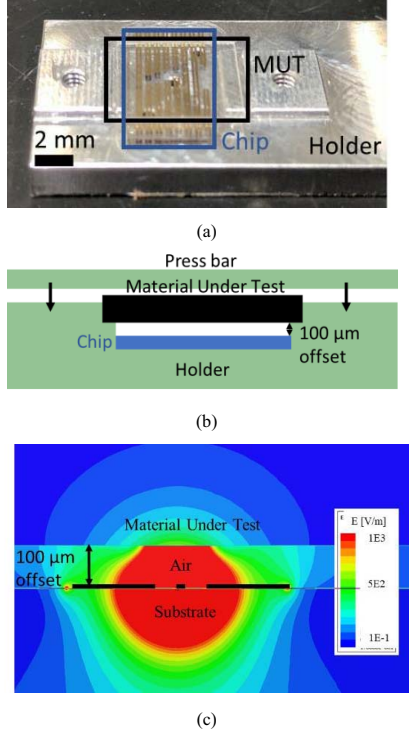 MUT
2 mm
Chip
Holder
(a)
Press bar
Material Under Test
100 μm
offset
Chip
Holder
(b)
Material Under Test
E [V/m]
1E3
100 μm
offset
Air
5E2
Substrate
1E-1
(c)